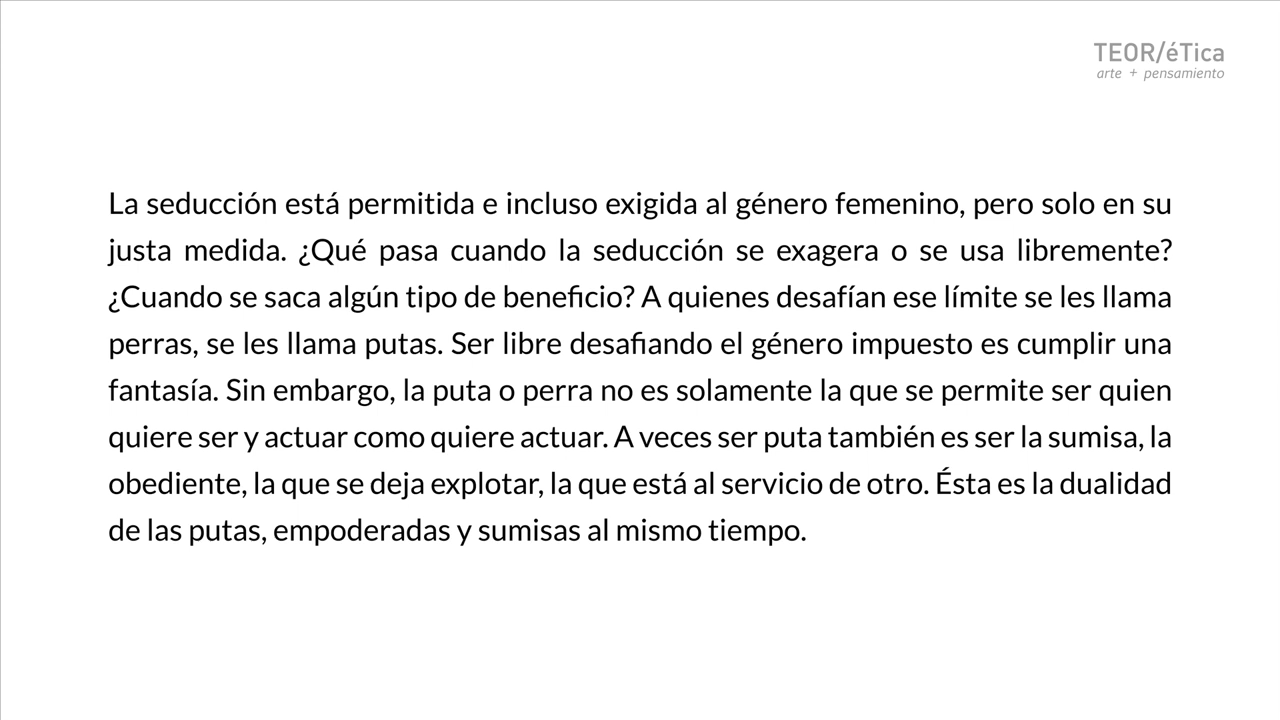 TEOR/éTica
arte + pensamiento
La seducción está permitida e incluso exigida al género femenino, pero solo en su
justa medida. ¿Qué pasa cuando la seducción se exagera o se usa libremente?
¿Cuando se saca algún tipo de beneficio? A quienes desafían ese límite se les llama
perras, se les llama putas. Ser libre desafiando el género impuesto es cumplir una
fantasía. Sin embargo, la puta o perra no es solamente la que se permite ser quien
quiere ser y actuar como quiere actuar. A veces ser puta también es ser la sumisa, la
obediente, la que se deja explotar, la que está al servicio de otro. Ésta es la dualidad
de las putas, empoderadas y sumisas al mismo tiempo.